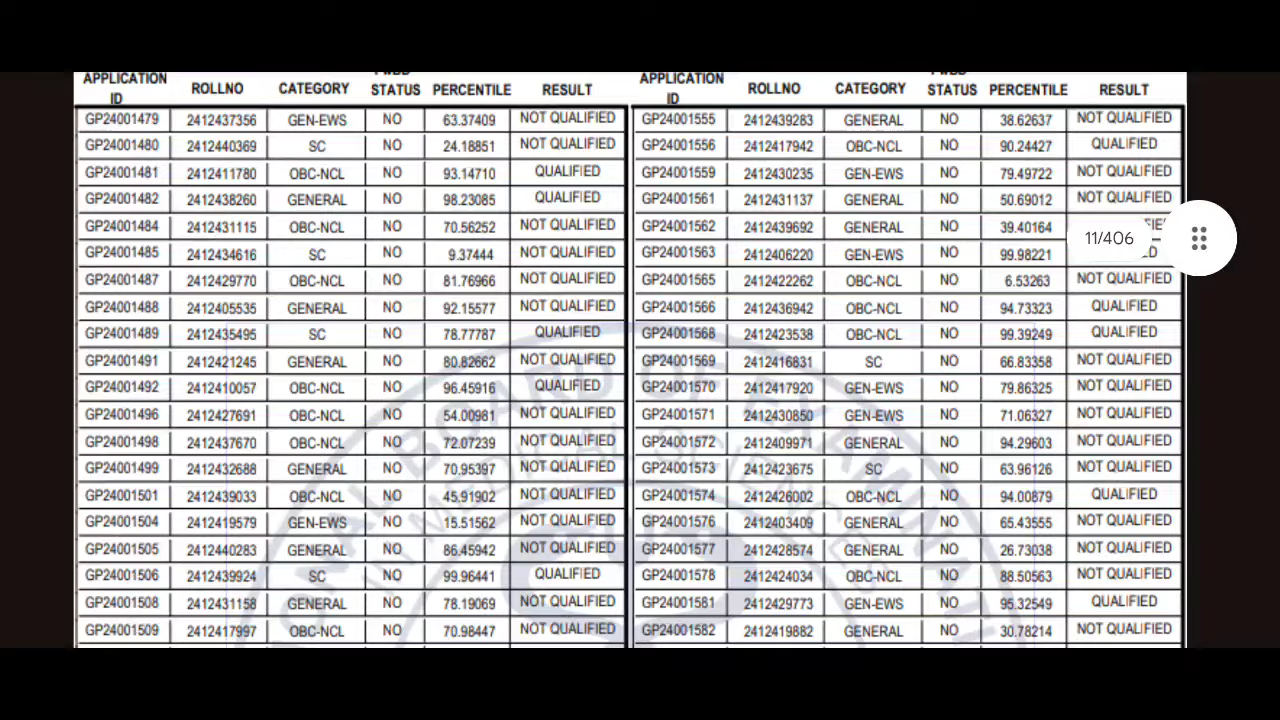 APPLICATION ID ROLLNO CATEGORY STATUS PERCENTILE RESULT APPLICATION ID ROLLNO CATEGORY STATUS PERCENTILE RESULT
GP24001479 2412437356 GEN-EWS NO 63.37409 NOT QUALIFIED GP24001555 2412439283 GENERAL NO 38.62637 NOT QUALIFIED
GP24001480 2412440369 SC NO 24.18851 NOT QUALIFIED GP24001556 2412417942 OBC-NCL NO 90.24427 QUALIFIED
GP24001481 2412411780 OBC-NCL NO 93.14710 QUALIFIED GP24001559 2412430235 GEN-EWS NO 79.49722 NOT QUALIFIED
GP24001482 2412438260 GENERAL NO 98.23085 QUALIFIED GP24001561 2412431137 GENERAL NO 50.69012 NOT QUALIFIED
GP24001484 2412431115 OBC-NCL NO 70.56252 NOT QUALIFIED GP24001562 2412439692 GENERAL NO 39.40164
GP24001485 2412434616 SC NO 9.37444 NOT QUALIFIED GP24001563 2412406220 GEN-EWS NO 99.98221
11/406
GP24001487 2412429770 OBC-NCL NO 81.76966 NOT QUALIFIED GP24001565 2412422262 OBC-NCL NO 6.53263 NOT QUALIFIED
GP24001488 2412405535 GENERAL NO 92.15577 NOT QUALIFIED GP24001566 2412436942 OBC-NCL NO 94.73323 QUALIFIED
GP24001489 2412435495 SC NO 78.77787 QUALIFIED GP24001568 2412423538 OBC-NCL NO 99.39249 QUALIFIED
GP24001491 2412421245 GENERAL NO 80.82662 NOT QUALIFIED GP24001569 2412416831 SC NO 66.83358 NOT QUALIFIED
GP24001492 2412410057 OBC-NCL NO 96.45916 QUALIFIED GP24001570 2412417920 GEN-EWS NO 79.86325 NOT QUALIFIED
GP24001496 2412427691 OBC-NCL NO 54.00981 NOT QUALIFIED GP24001571 2412430850 GEN-EWS NO 71.06327 NOT QUALIFIED
GP24001498 2412437670 OBC-NCL NO 72.07239 NOT QUALIFIED GP24001572 2412409971 GENERAL NO 94.29603 NOT QUALIFIED
GP24001499 2412432688 GENERAL NO 70.95397 NOT QUALIFIED GP24001573 2412423675 SC NO 63.96126 NOT QUALIFIED
GP24001501 2412439033 OBC-NCL NO 45.91902 NOT QUALIFIED GP24001574 2412426002 OBC-NCL NO 94.00879 QUALIFIED
GP24001504 2412419579 GEN-EWS NO 15.51562 NOT QUALIFIED GP24001576 2412403409 GENERAL NO 65.43555 NOT QUALIFIED
GP24001505 2412440283 GENERAL NO 86.45942 NOT QUALIFIED GP24001577 2412428574 GENERAL NO 26.73038 NOT QUALIFIED
GP24001506 2412439924 SC NO 99.96441 QUALIFIED GP24001578 2412424034 OBC-NCL NO 88.50563 NOT QUALIFIED
GP24001508 2412431158 GENERAL NO 78.19069 NOT QUALIFIED GP24001581 2412429773 GEN-EWS NO 95.32549 QUALIFIED
GP24001509 2412417997 OBC-NCL NO 70.98447 NOT QUALIFIED GP24001582 2412419882 GENERAL NO 30.78214 NOT QUALIFIED
BOARD OF
MEDICAL SCIENCES